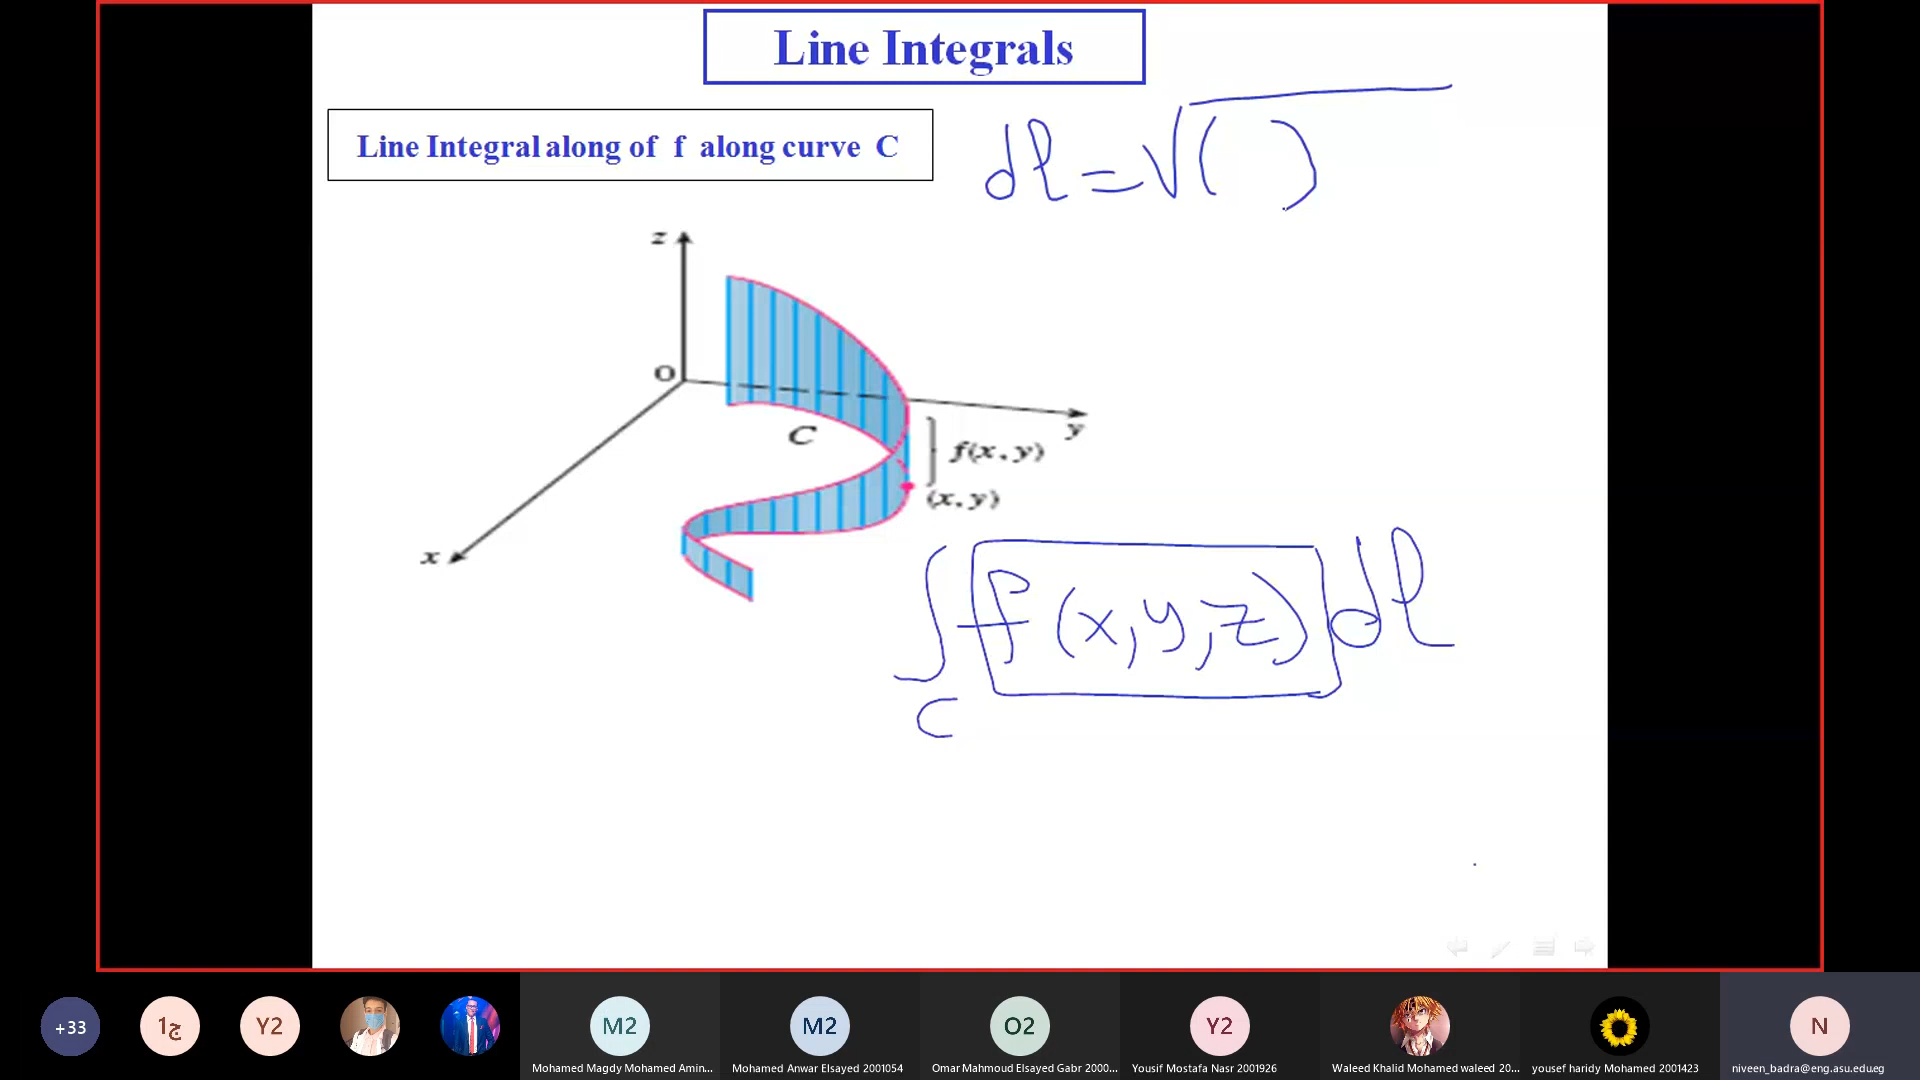 Line Integrals
Line Integral along of f along curve C
dl = √( )
z
O
y
C
f(x, y)
(x, y)
x
∫ f(x,y,z) dl
C
+33
ج1
Y2
M2
M2
O2
Y2
N
Mohamed Magdy Mohamed Amin...
Mohamed Anwar Elsayed 2001054
Omar Mahmoud Elsayed Gabr 2000...
Yousif Mostafa Nasr 2001926
Waleed Khalid Mohamed waleed 20...
yousef haridy Mohamed 2001423
niveen_badra@eng.asu.edu.eg